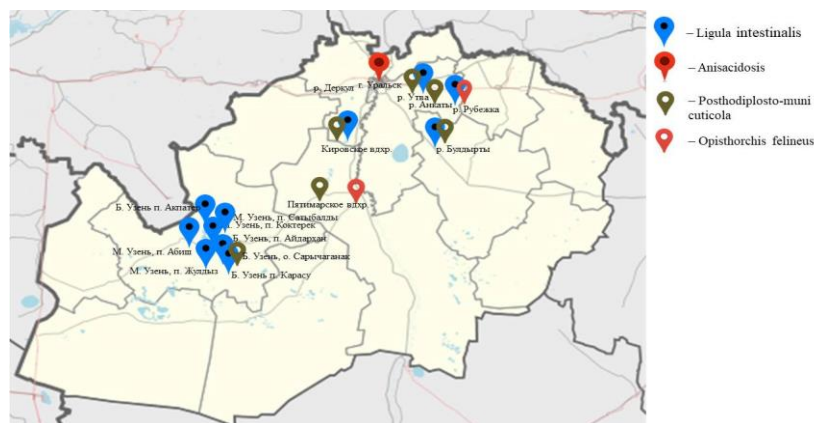 р. Деркул
г. Уральск
р. Утва
р. Анкаты
р. Рубежка
Кировское вдхр.
р. Булдырты
Пятимарское вдхр.
Б. Узень п. Акпатер
М. Узень, п. Сатыбалды
п. Коктерек
Б. Узень, п. Айдархан
М. Узень, п. Абиш
Б. Узень, о. Сарычаганак
М. Узень, п. Жулдыз
Б. Узень п. Карасу
– Ligula intestinalis
– Anisacidosis
– Posthodiplosto-muni
cuticola
– Opisthorchis felineus